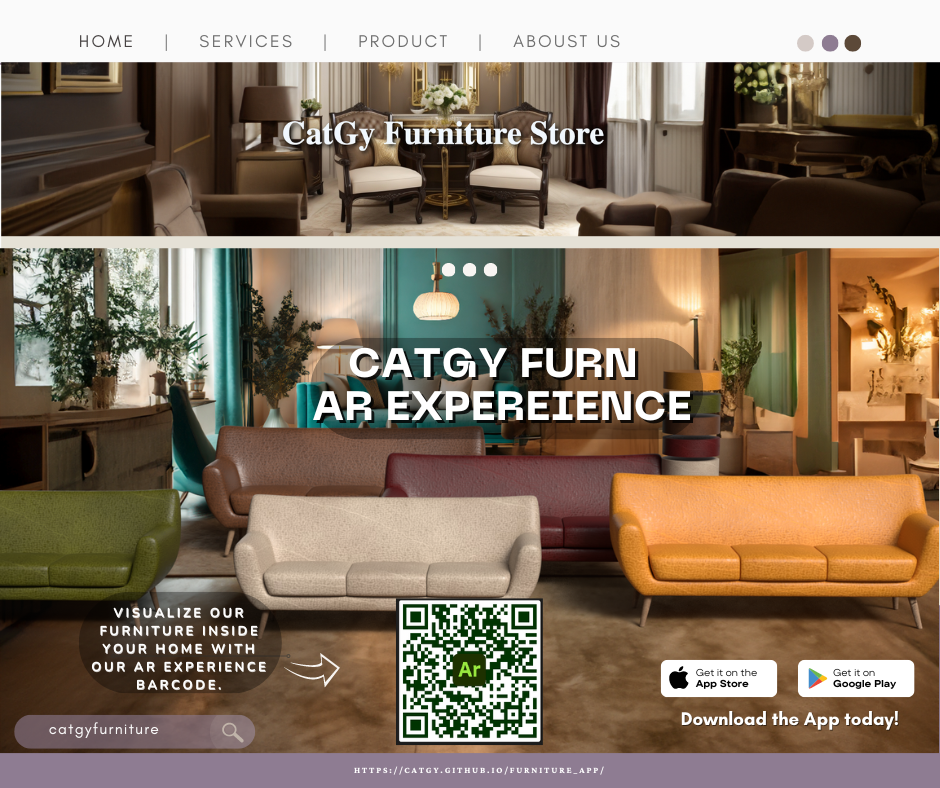 HOME | SERVICES | PRODUCT | ABOUST US
CatGy Furniture Store
CATGY FURN
AR EXPEREIENCE
VISUALIZE OUR
FURNITURE INSIDE
YOUR HOME WITH
OUR AR EXPERIENCE
BARCODE.
Ar
Get it on the
App Store
Get it on
Google Play
Download the App today!
catgyfurniture
HTTPS://CATGY.GITHUB.IO/FURNITURE_APP/